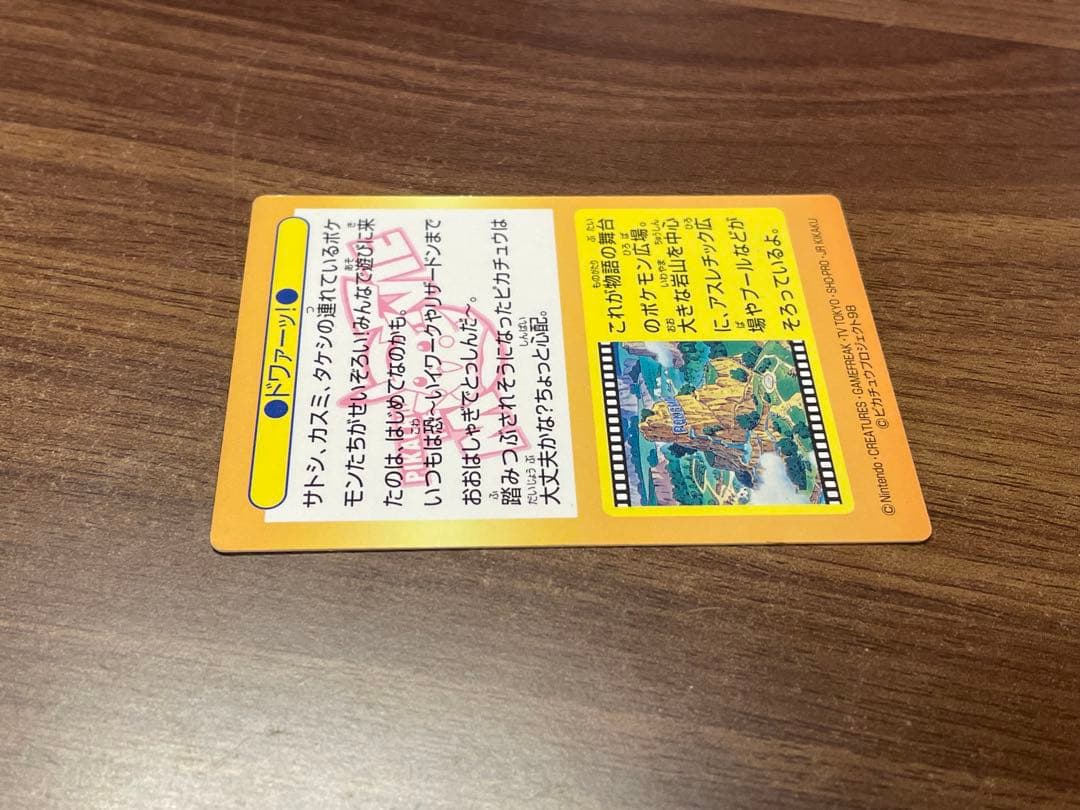 ●ドワァーッ!●
サトシ、カスミ、タケシの連れているポケ
モンたちがせいぞろい!みんなで遊びに来
たのは、はじめてなのかも。
いつもは恐〜いイワークやリザードンまで
おおはしゃぎでとっしんだ〜。
踏みつぶされそうになったピカチュウは
大丈夫かな?ちょっと心配。
これが物語の舞台
のポケモン広場。
大きな岩山を中心
に、アスレチック広
場やプールなどが
そろっているよ。
©Nintendo・CREATURES・GAMEFREAK・TV TOKYO・SHO-PRO・JR KIKAKU
©ピカチュウプロジェクト98